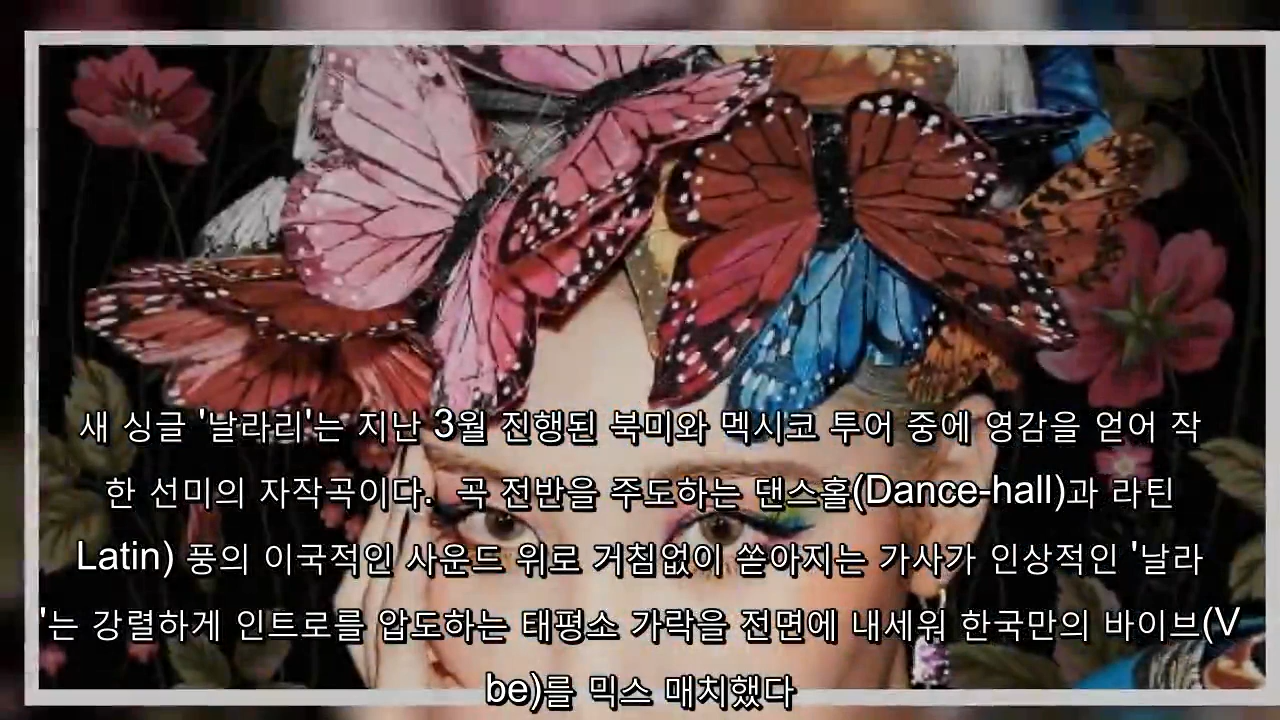 새 싱글 '날라리'는 지난 3월 진행된 북미와 멕시코 투어 중에 영감을 얻어 작
한 선미의 자작곡이다.  곡 전반을 주도하는 댄스홀(Dance-hall)과 라틴
Latin) 풍의 이국적인 사운드 위로 거침없이 쏟아지는 가사가 인상적인 '날라
'는 강렬하게 인트로를 압도하는 태평소 가락을 전면에 내세워 한국만의 바이브(V
be)를 믹스 매치했다